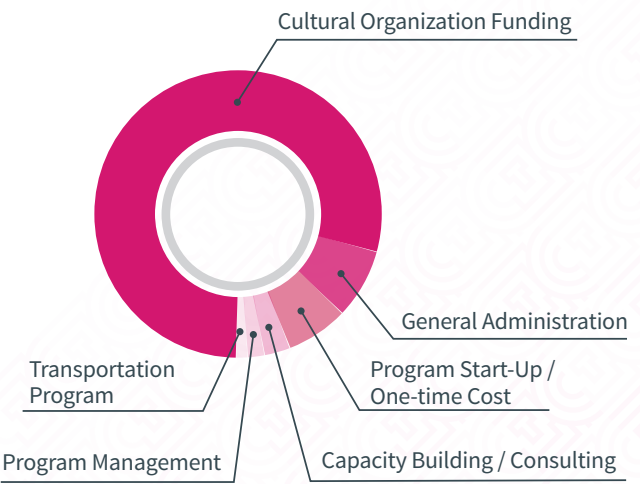 Cultural Organization Funding
General Administration
Transportation
Program
Program Start-Up /
One-time Cost
Program Management
Capacity Building / Consulting